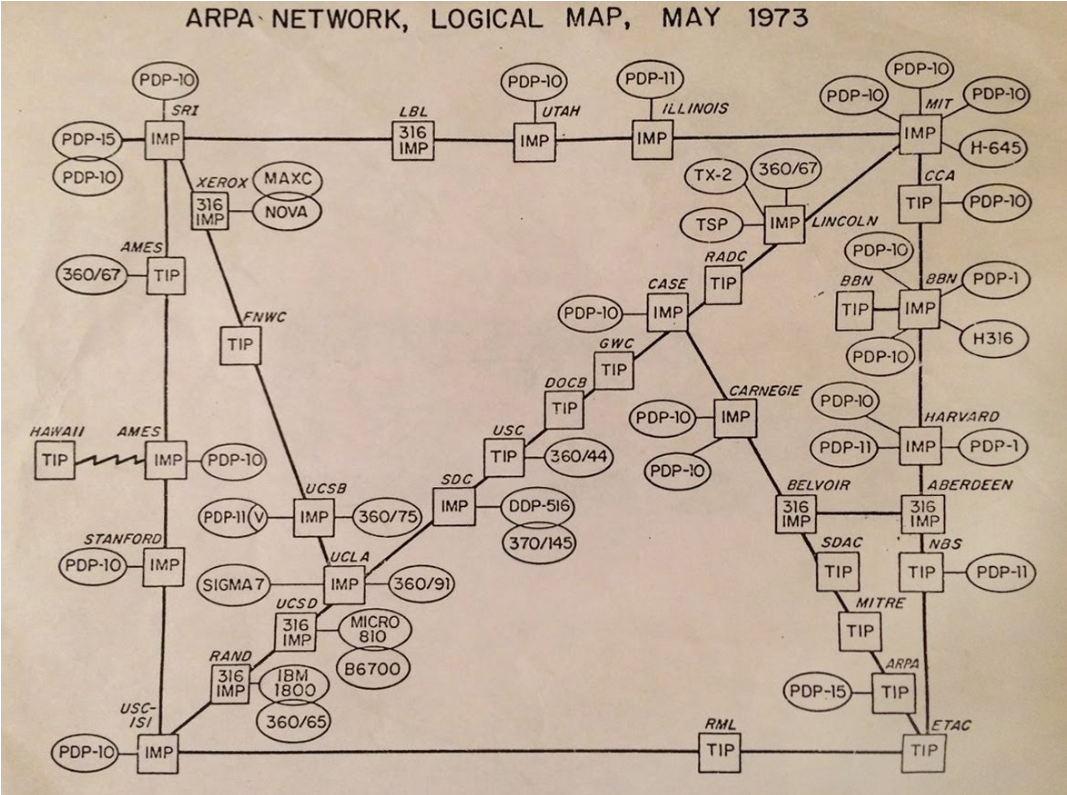 ARPA NETWORK, LOGICAL MAP, MAY 1973
PDP-10
SRI
PDP-15
IMP
PDP-10
LBL
316
IMP
PDP-10
UTAH
IMP
PDP-11
ILLINOIS
IMP
PDP-10
PDP-10
PDP-10
MIT
IMP
H-645
XEROX
MAXC
316
IMP
NOVA
TX-2
360/67
TSP
IMP
LINCOLN
CCA
TIP
PDP-10
AMES
360/67
TIP
RADC
TIP
CASE
PDP-10
IMP
PDP-10
BBN
TIP
BBN
IMP
PDP-1
H316
PDP-10
FNWC
TIP
GWC
TIP
DOCB
TIP
CARNEGIE
PDP-10
IMP
PDP-10
PDP-10
HARVARD
PDP-11
IMP
PDP-1
HAWAII
TIP
AMES
IMP
PDP-10
USC
TIP
360/44
SDC
IMP
DDP-516
370/145
UCSB
PDP-11
V
IMP
360/75
BELVOIR
316
IMP
ABERDEEN
316
IMP
STANFORD
PDP-10
IMP
UCLA
SIGMA 7
IMP
360/91
SDAC
TIP
NBS
TIP
PDP-11
UCSD
316
IMP
MICRO
810
B6700
MITRE
TIP
RAND
316
IMP
IBM
1800
360/65
ARPA
PDP-15
TIP
USC-
ISI
PDP-10
IMP
RML
TIP
ETAC
TIP